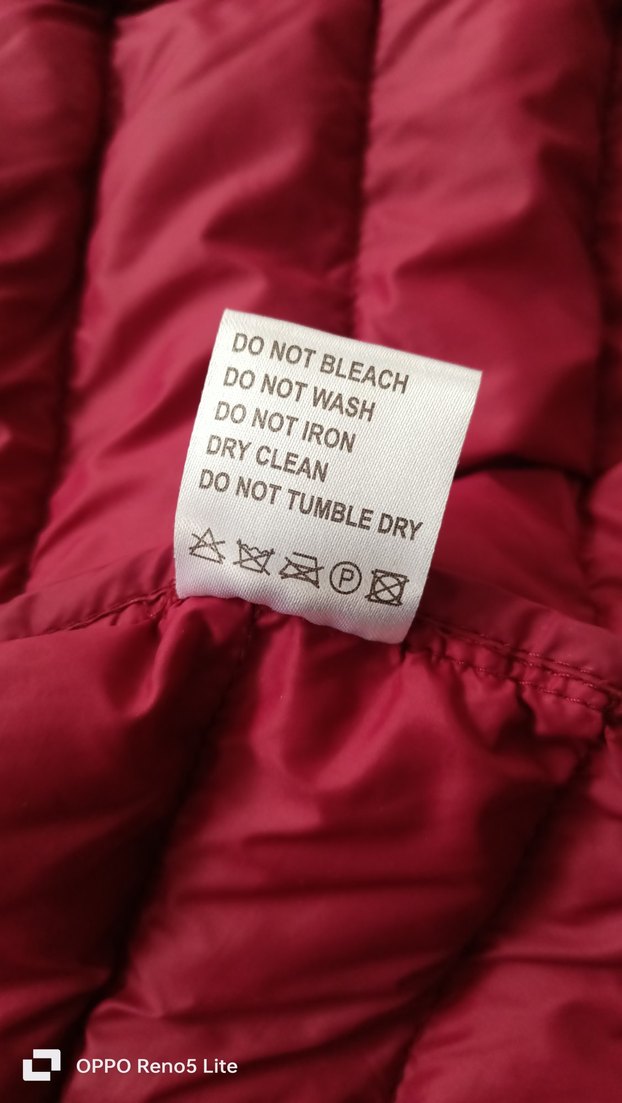 DO NOT BLEACH
DO NOT WASH
DO NOT IRON
DRY CLEAN
DO NOT TUMBLE DRY
P
OPPO Reno5 Lite